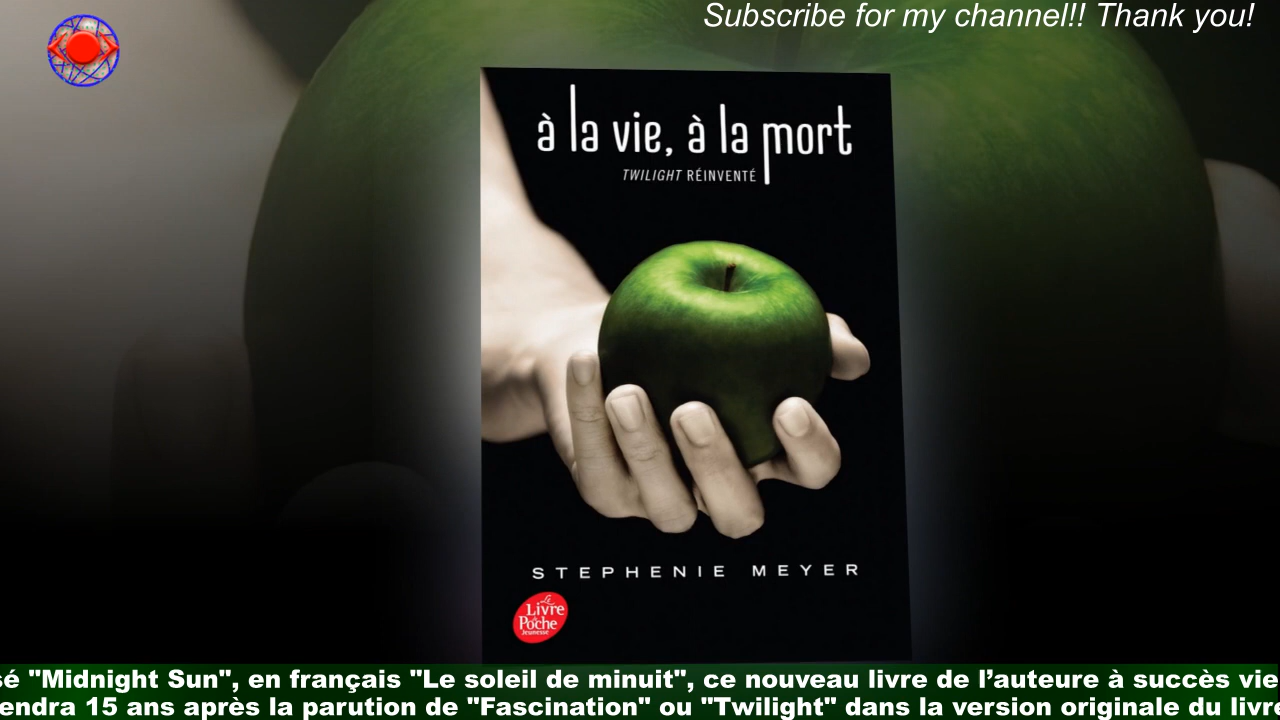 Subscribe for my channel!! Thank you!
à la vie, à la mort
TWILIGHT RÉINVENTÉ
STEPHENIE MEYER
Le
Livre
de
Poche
Jeunesse
sé "Midnight Sun", en français "Le soleil de minuit", ce nouveau livre de l’auteure à succès vie
endra 15 ans après la parution de "Fascination" ou "Twilight" dans la version originale du livre